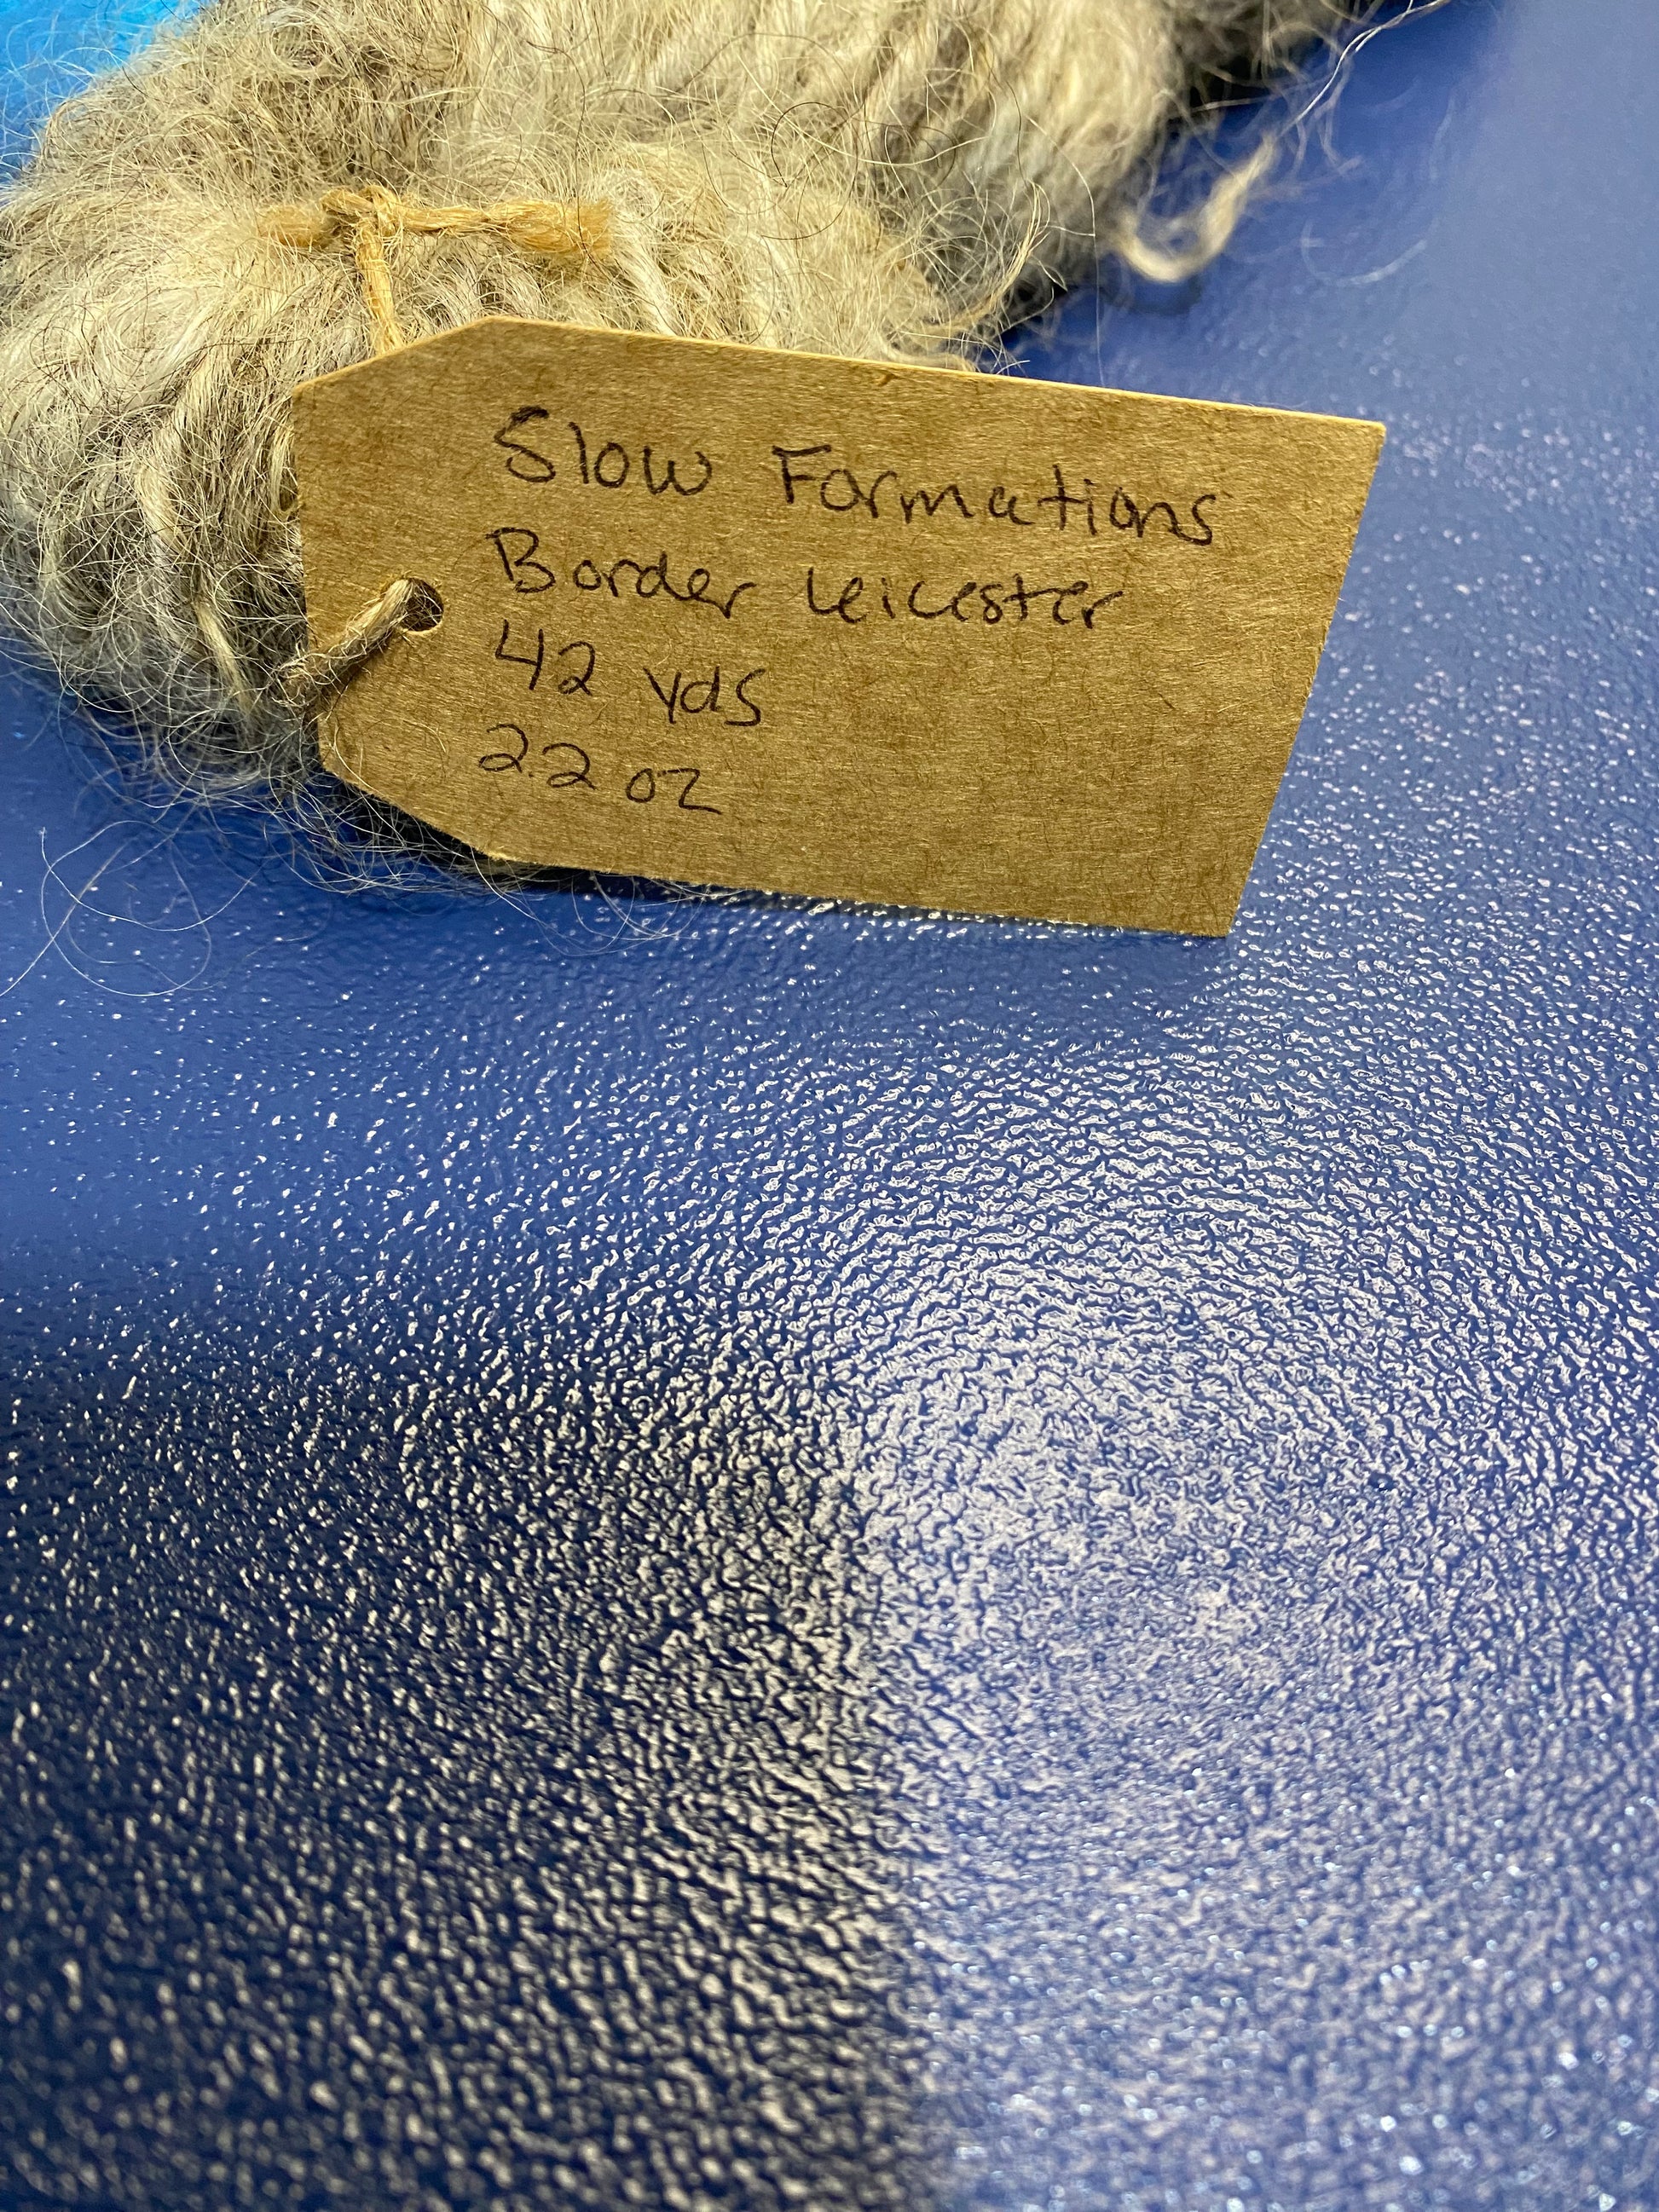 Slow Formations
Border Leicester
42 yds
2.2 oz